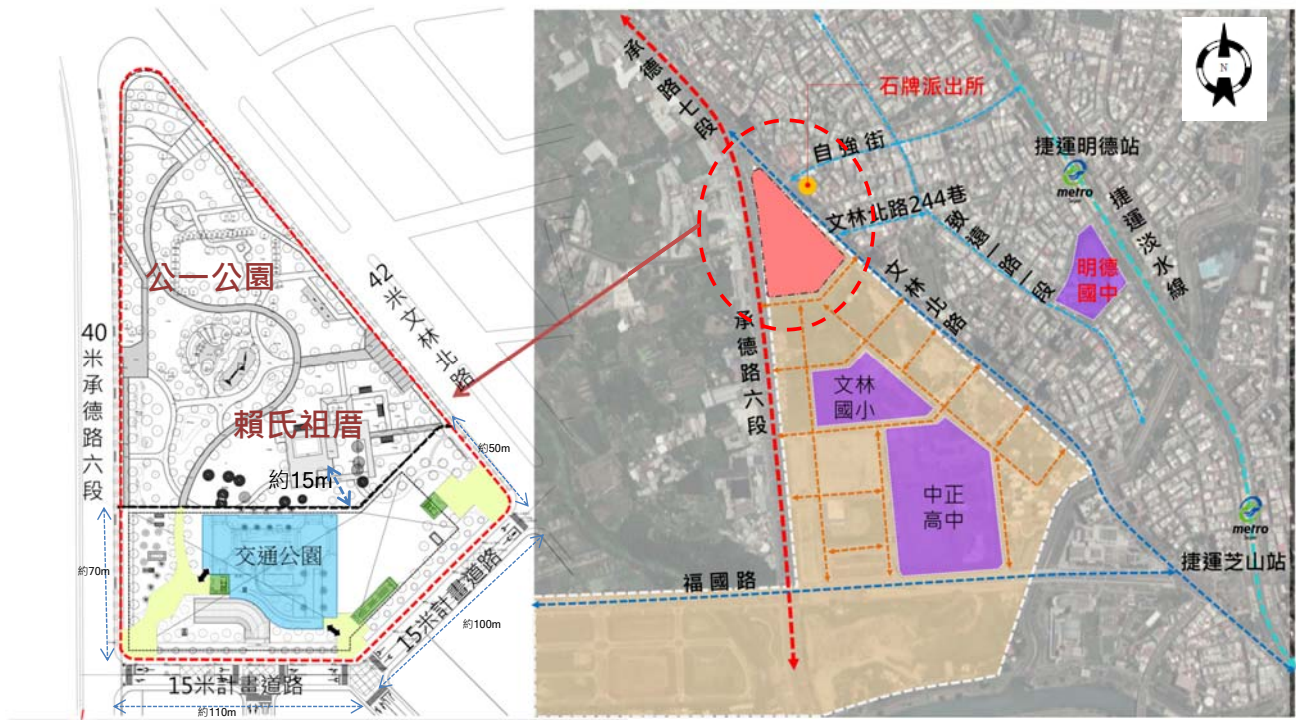 公一公園
賴氏祖厝
40米承德路六段
42米文林北路
約50m
約15m
交通公園
約70m
15米計畫道路
約100m
15米計畫道路
約110m
承德路七段
石牌派出所
自強街
捷運明德站
metro
文林北路244巷
致遠一路一段
捷運淡水線
明德
國中
文林北路
承德路六段
文林
國小
中正
高中
福國路
metro
捷運芝山站
N